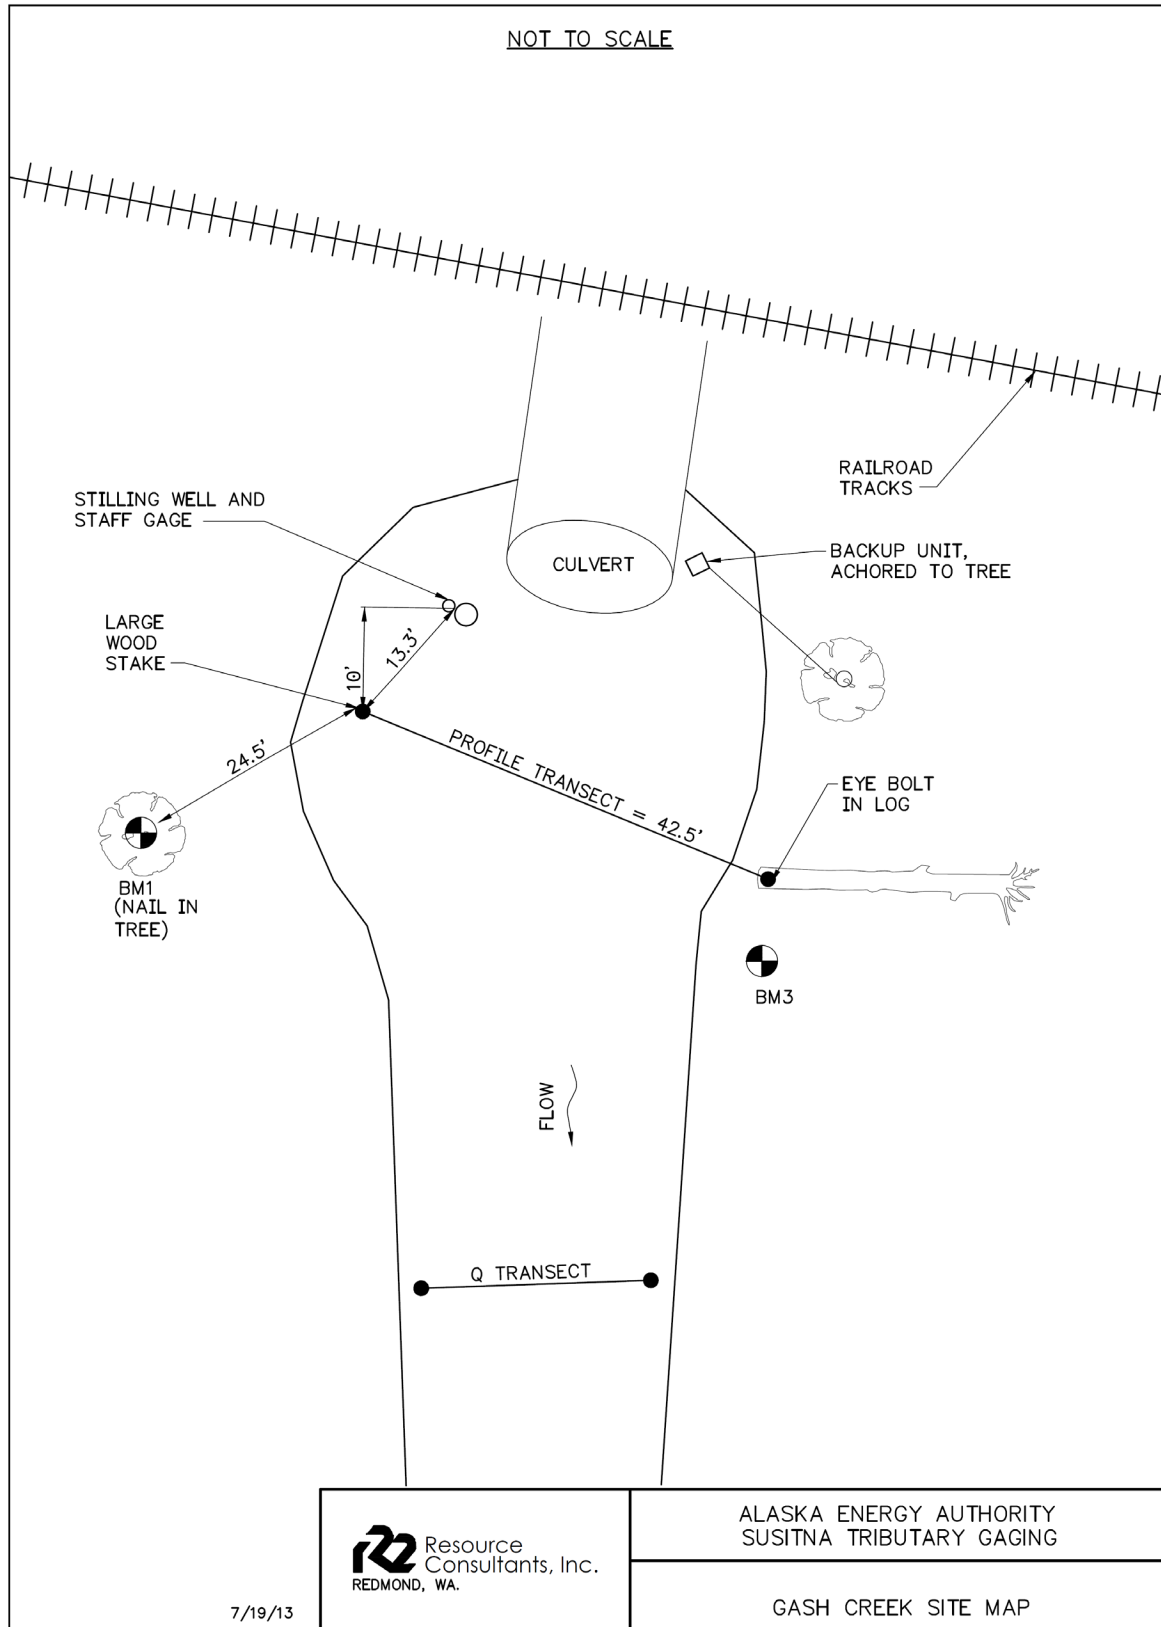 NOT TO SCALE
RAILROAD
TRACKS
STILLING WELL AND
STAFF GAGE
CULVERT
BACKUP UNIT,
ACHORED TO TREE
LARGE
WOOD
STAKE
10'
13.3'
24.5'
PROFILE TRANSECT = 42.5'
EYE BOLT
IN LOG
BM1
(NAIL IN
TREE)
BM3
FLOW
Q TRANSECT
R2 Resource
Consultants, Inc.
REDMOND, WA.
ALASKA ENERGY AUTHORITY
SUSITNA TRIBUTARY GAGING
GASH CREEK SITE MAP
7/19/13